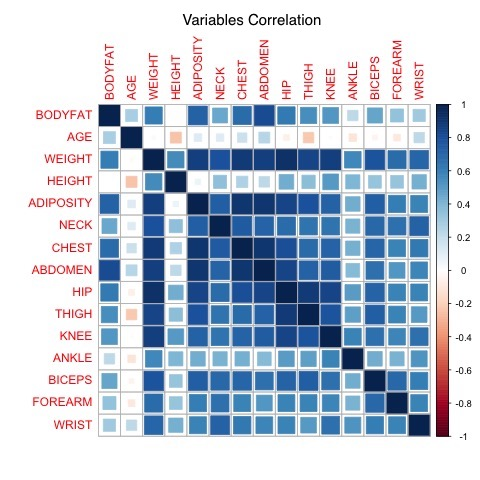 Variables Correlation
BODYFAT AGE WEIGHT HEIGHT ADIPOSITY NECK CHEST ABDOMEN HIP THIGH KNEE ANKLE BICEPS FOREARM WRIST
BODYFAT
AGE
WEIGHT
HEIGHT
ADIPOSITY
NECK
CHEST
ABDOMEN
HIP
THIGH
KNEE
ANKLE
BICEPS
FOREARM
WRIST
1
0.8
0.6
0.4
0.2
0
-0.2
-0.4
-0.6
-0.8
-1